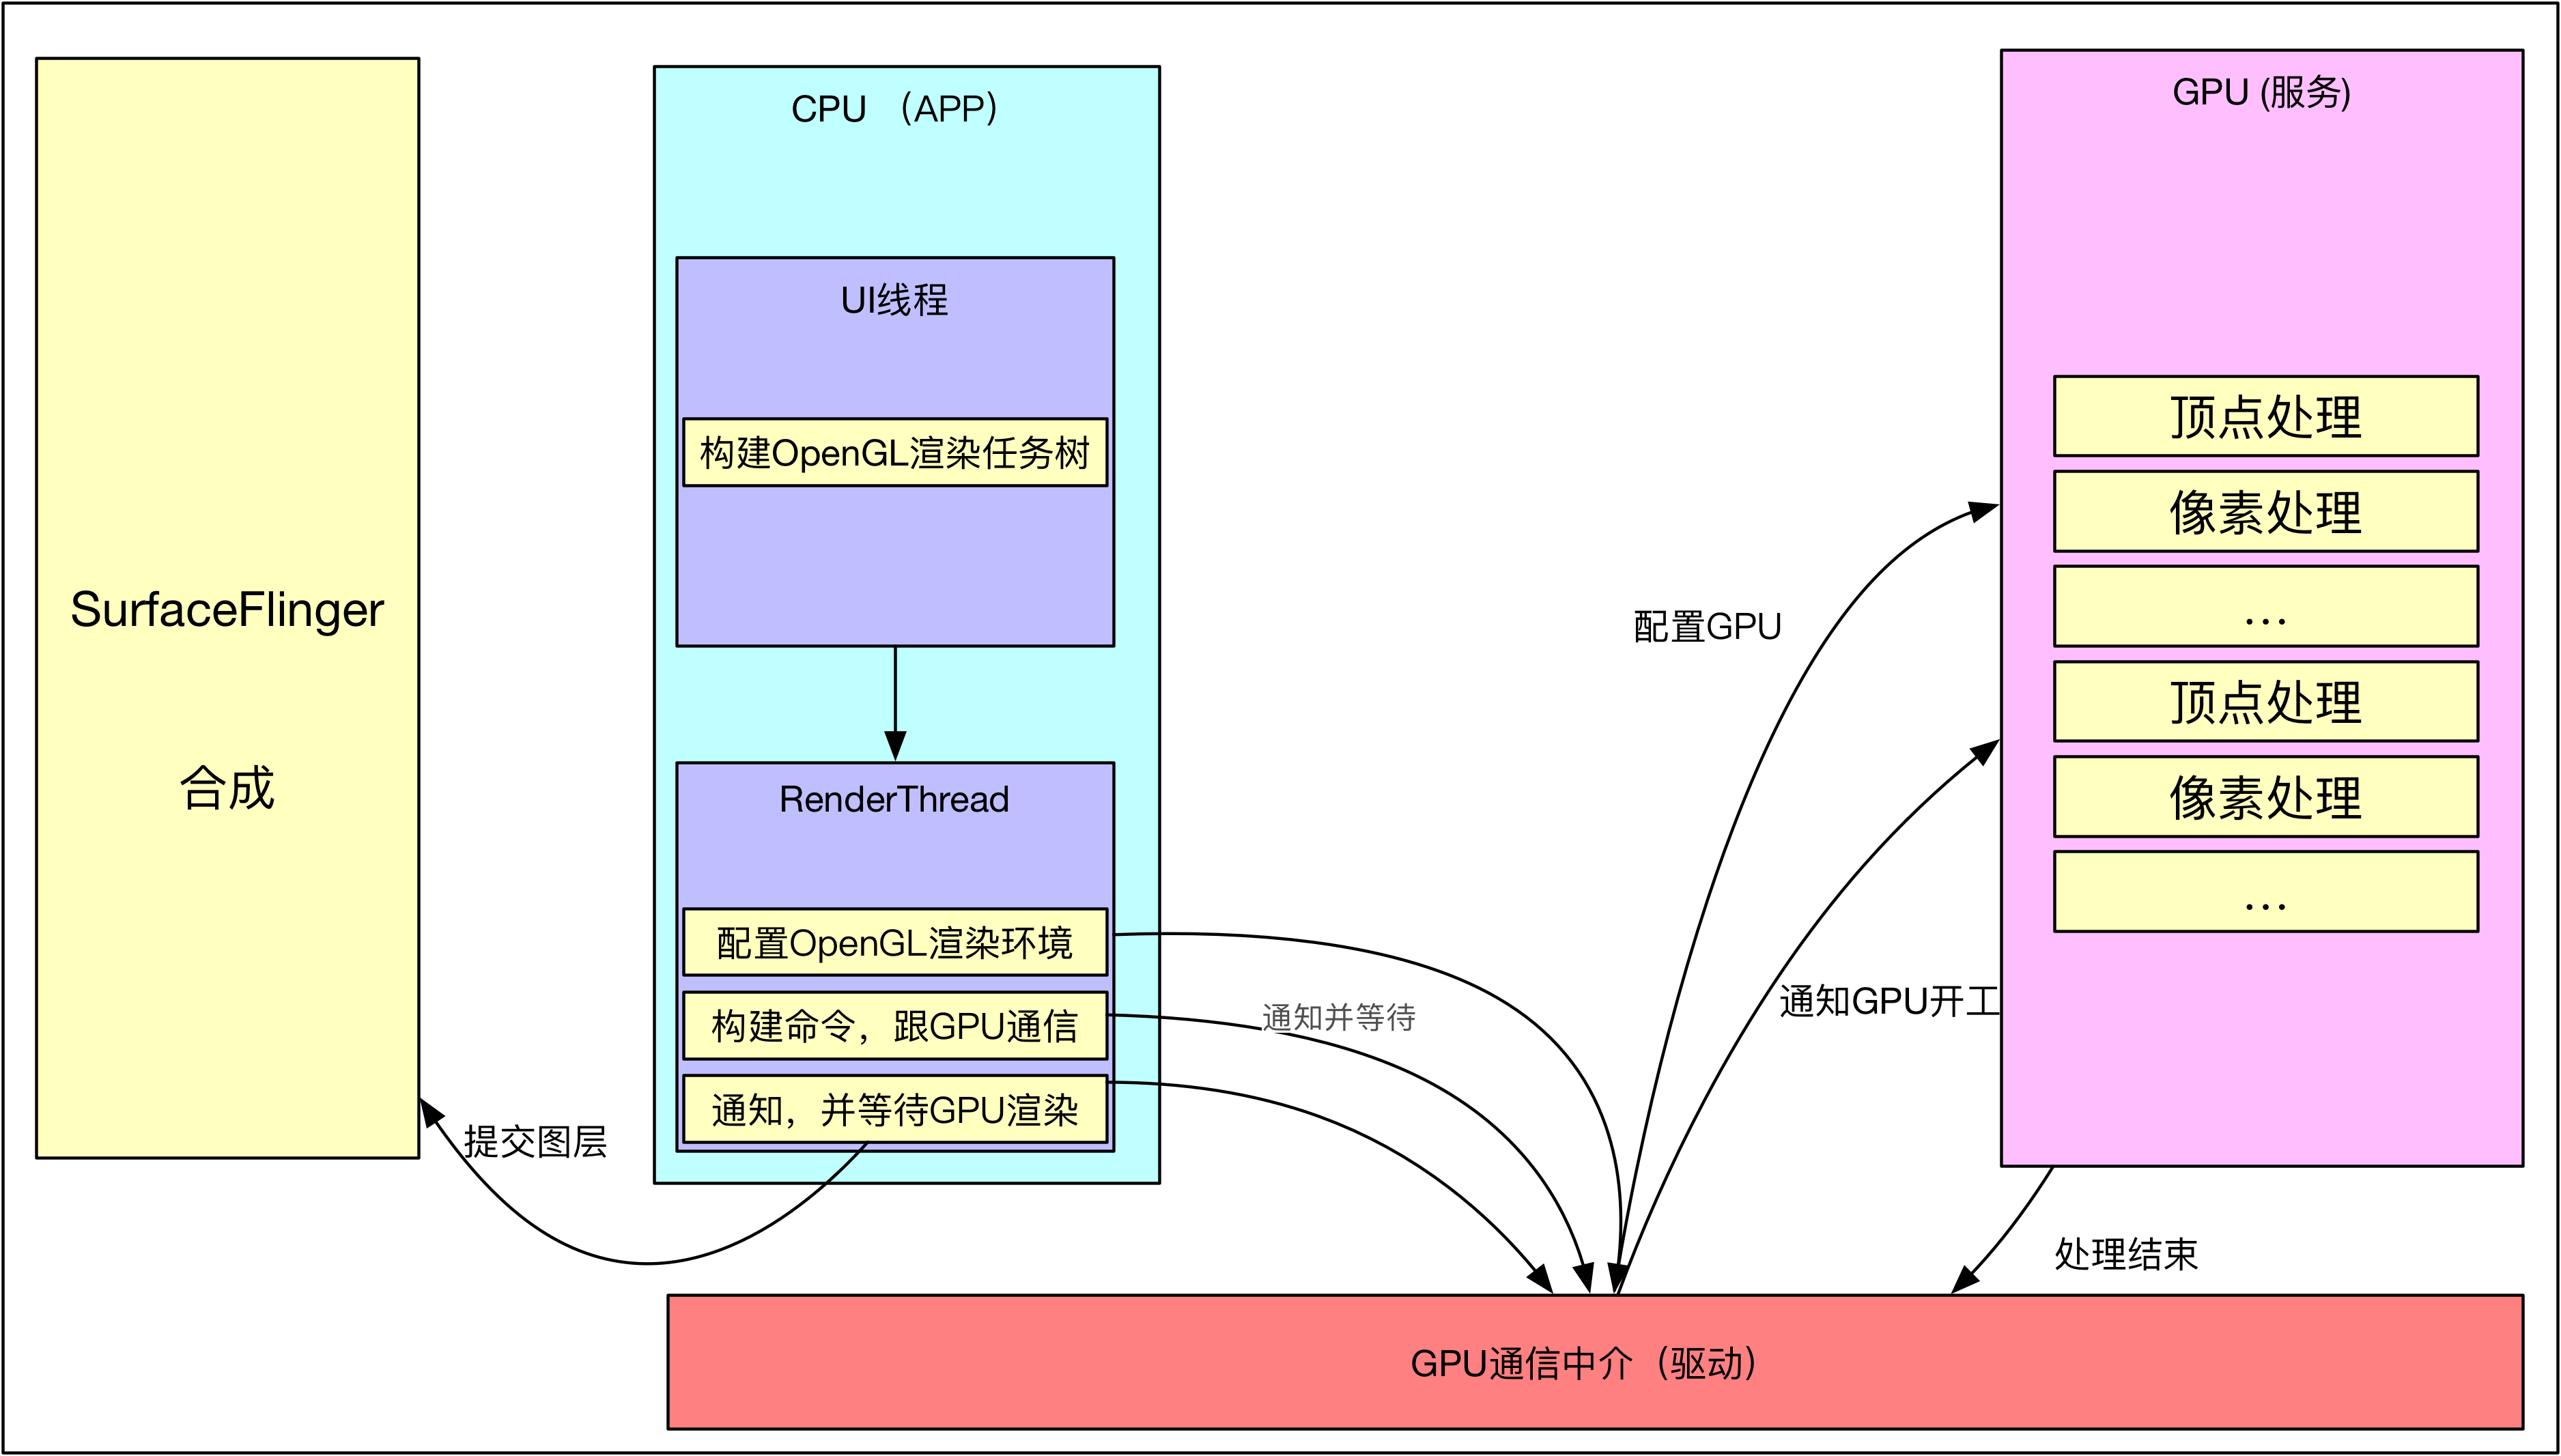 SurfaceFlinger
合成
CPU （APP）
UI线程
构建OpenGL渲染任务树
RenderThread
配置OpenGL渲染环境
构建命令，跟GPU通信
通知，并等待GPU渲染
提交图层
通知并等待
配置GPU
通知GPU开工
GPU (服务)
顶点处理
像素处理
...
顶点处理
像素处理
...
处理结束
GPU通信中介（驱动）